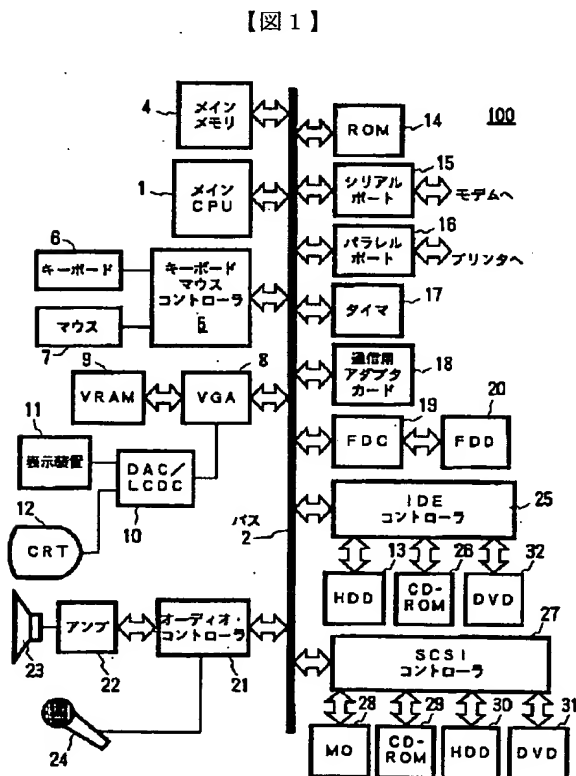 【図1】
100
4
メイン
メモリ
ROM
14
1
メイン
CPU
シリアル
ポート
15
モデムへ
6
キーボード
パラレル
ポート
16
プリンタへ
キーボード
マウス
コントローラ
5
マウス
7
タイマ
17
9
VRAM
8
VGA
通信用
アダプタ
カード
18
11
表示装置
19
FDC
20
FDD
DAC/
LCDC
10
12
CRT
バス
2
IDE
コントローラ
25
13
HDD
26
CD-
ROM
32
DVD
23
アンプ
22
オーディオ・
コントローラ
21
27
SCSI
コントローラ
24
28
MO
29
CD-
ROM
30
HDD
31
DVD